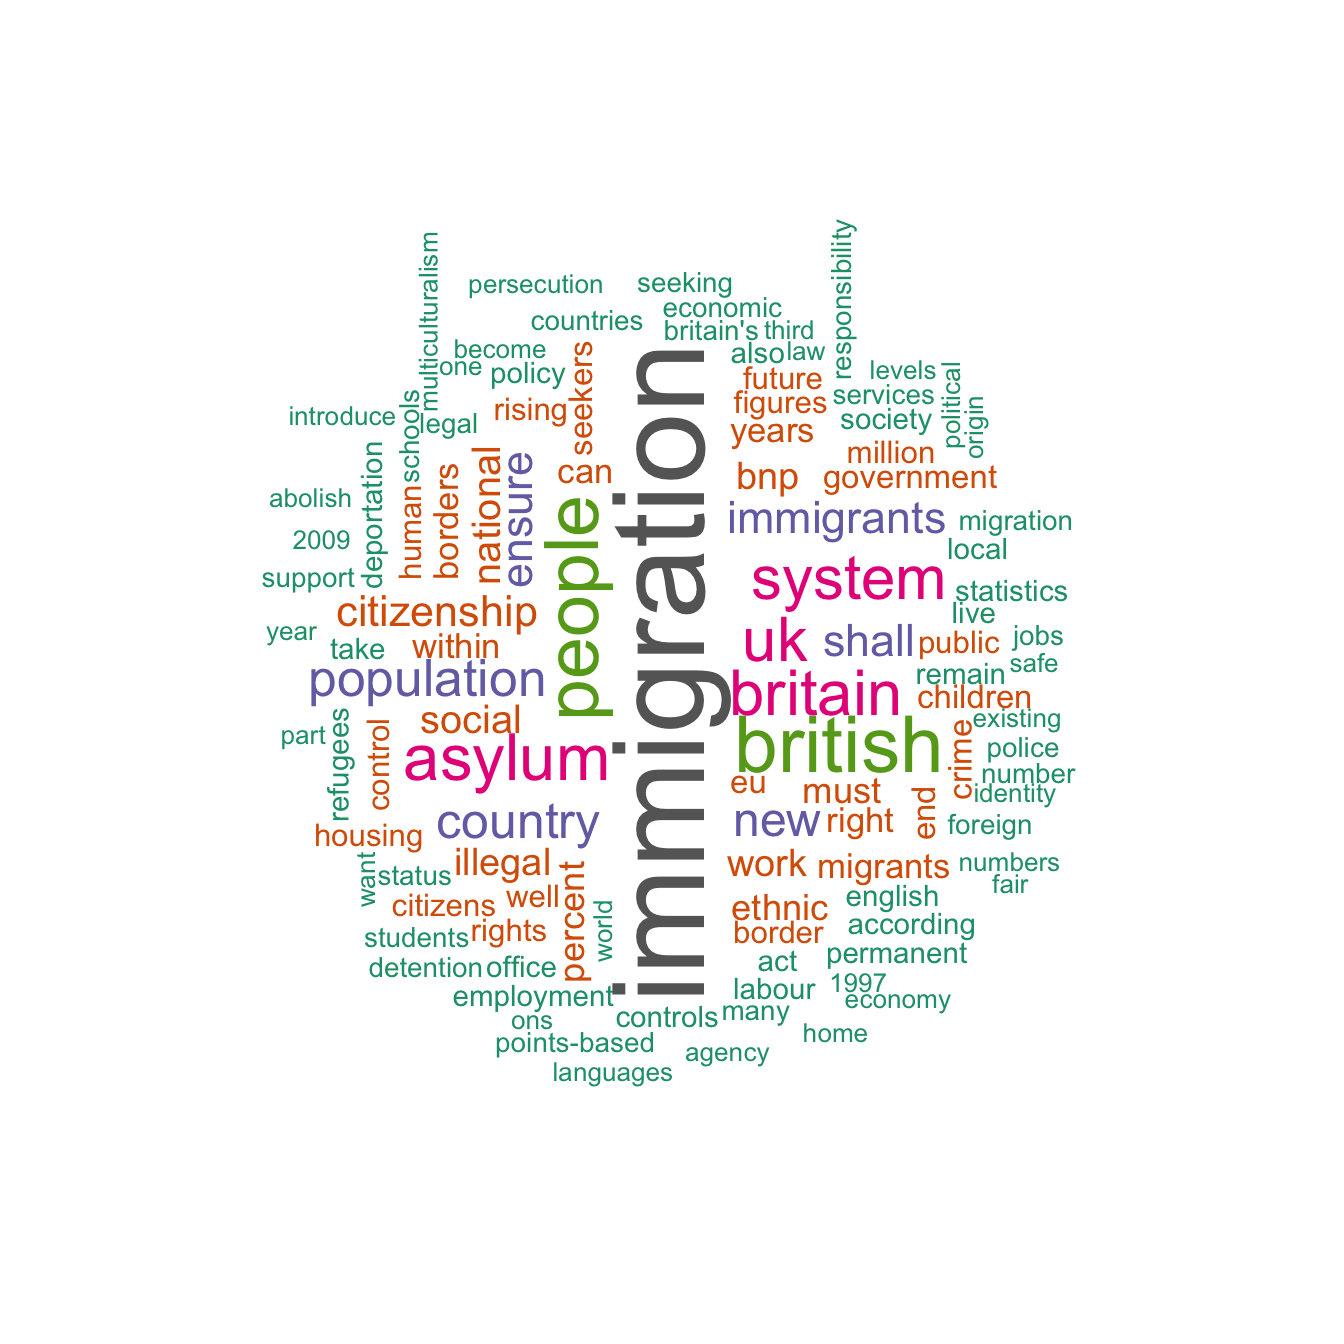 responsibility
multiculturalism
persecution
seeking
economic
countries
britain's
third
become
also
law
one
policy
seekers
future
levels
political
rising
figures
services
origin
introduce
schools
legal
years
society
national
ensure
can
bnp
million
government
deportation
borders
human
abolish
people
immigration
immigrants
migration
2009
local
support
system
statistics
citizenship
live
year
take
within
uk
shall
public
jobs
safe
population
britain
remain
children
social
existing
part
refugees
control
asylum
british
crime
police
number
eu
must
end
identity
country
new
right
foreign
housing
illegal
work
migrants
numbers
want
status
percent
fair
citizens
well
ethnic
english
world
students
rights
border
according
detention
office
act
permanent
employment
labour
1997
economy
ons
controls
many
points-based
agency
home
languages